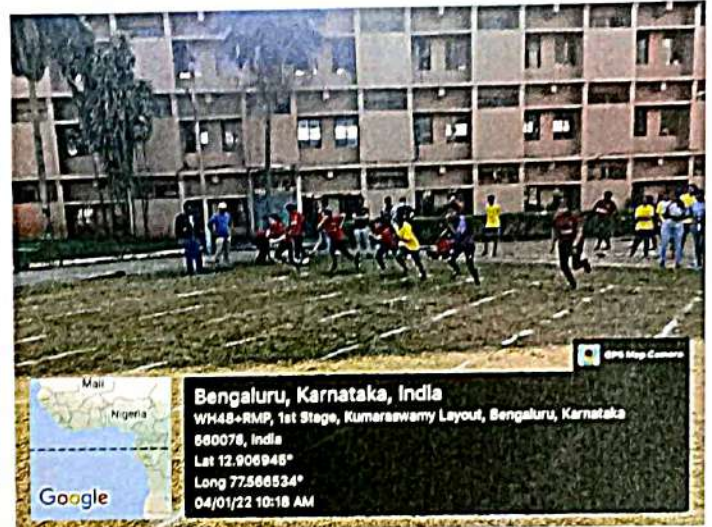 GPS Map Camera
Mali
Nigeria
Google
Bengaluru, Karnataka, India
WH48+RMP, 1st Stage, Kumaraswamy Layout, Bengaluru, Karnataka
560078, India
Lat 12.906945°
Long 77.566534°
04/01/22 10:18 AM